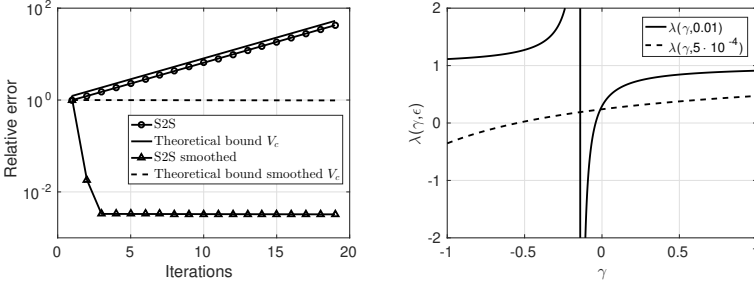 10^2
10^0
10^-2
Relative error
S2S
Theoretical bound V_c
S2S smoothed
Theoretical bound smoothed V_c
0
5
10
15
20
Iterations
2
1
0
-1
-2
λ(γ,ϵ)
λ(γ,0.01)
λ(γ,5 · 10^-4)
-1
-0.5
0
0.5
1
γ